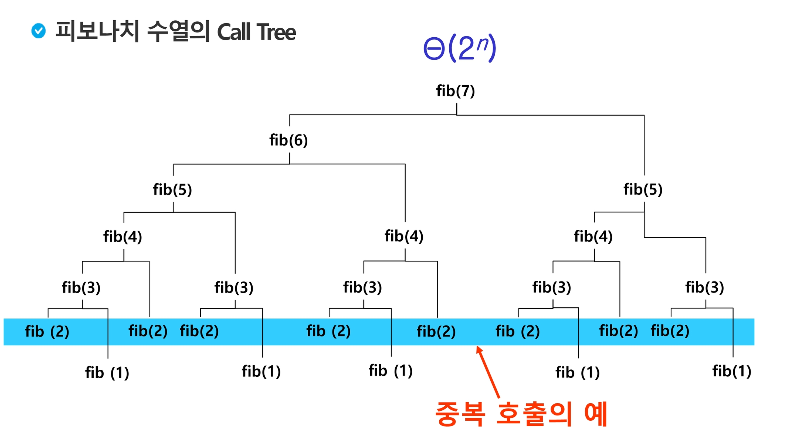 피보나치 수열의 Call Tree
Θ(2ⁿ)
fib(7)
fib(6)
fib(5) fib(5)
fib(4) fib(4) fib(4)
fib(3) fib(3) fib(3) fib(3) fib(3)
fib (2) fib(2) fib(2) fib (2) fib(2) fib (2) fib(2) fib(2)
fib (1) fib(1) fib (1) fib (1) fib(1)
중복 호출의 예